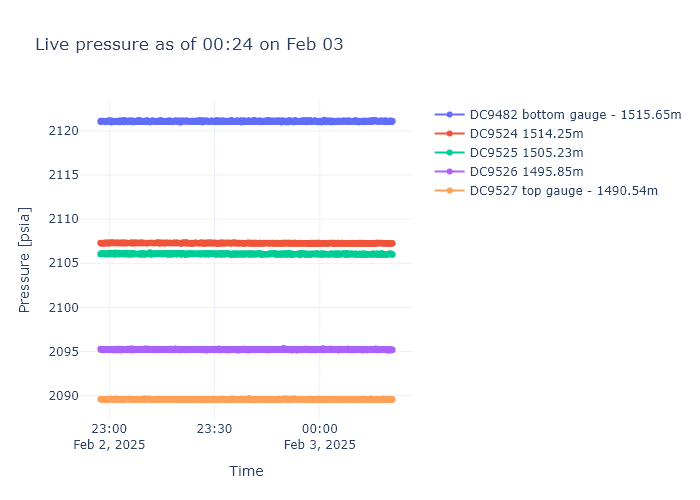 Live pressure as of 00:24 on Feb 03
DC9482 bottom gauge - 1515.65m
DC9524 1514.25m
DC9525 1505.23m
DC9526 1495.85m
DC9527 top gauge - 1490.54m
Pressure [psia]
2120
2115
2110
2105
2100
2095
2090
23:00 23:30 00:00
Feb 2, 2025 Feb 3, 2025
Time